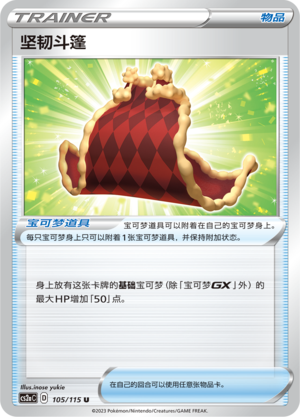 TRAINER
物品
坚韧斗篷
宝可梦道具
宝可梦道具可以附着在自己的宝可梦身上。
每只宝可梦身上只可以附着1张宝可梦道具，并保持附加状态。
身上放有这张卡牌的基础宝可梦（除「宝可梦GX」外）的
最大HP增加「50」点。
Illus.inose yukie
CS3aC D 105/115 U
在自己的回合可以使用任意张物品卡。
©2023 Pokémon/Nintendo/Creatures/GAME FREAK.